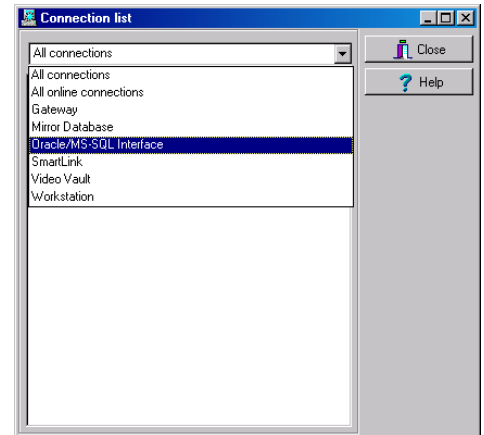 Connection list
All connections
Close
Help
All connections
All online connections
Gateway
Mirror Database
Oracle/MS-SQL Interface
SmartLink
Video Vault
Workstation